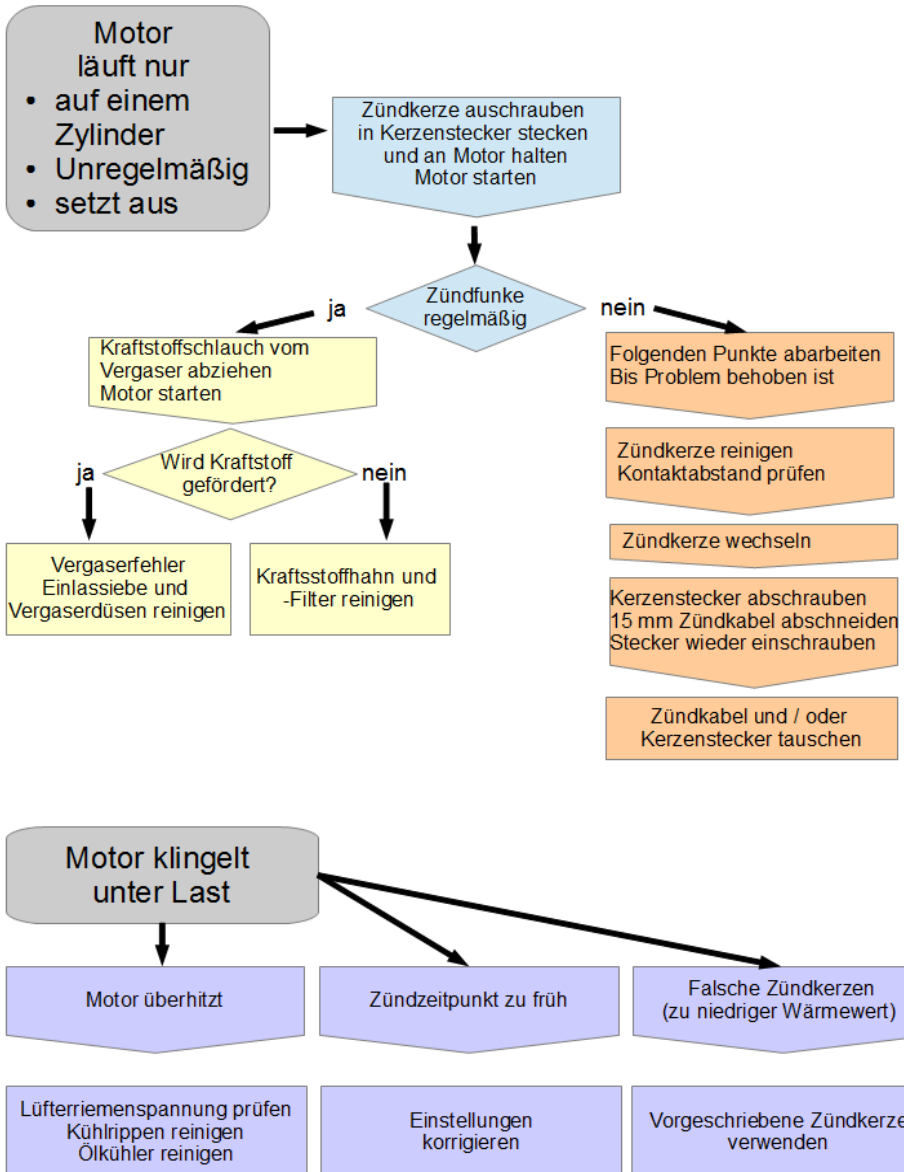 Motor
läuft nur
• auf einem
Zylinder
• Unregelmäßig
• setzt aus
Zündkerze auschrauben
in Kerzenstecker stecken
und an Motor halten
Motor starten
Zündfunke
regelmäßig
ja
nein
Kraftstoffschlauch vom
Vergaser abziehen
Motor starten
Wird Kraftstoff
gefördert?
ja
nein
Vergaserfehler
Einlassiebe und
Vergaserdüsen reinigen
Kraftsstoffhahn und
-Filter reinigen
Folgenden Punkte abarbeiten
Bis Problem behoben ist
Zündkerze reinigen
Kontaktabstand prüfen
Zündkerze wechseln
Kerzenstecker abschrauben
15 mm Zündkabel abschneiden
Stecker wieder einschrauben
Zündkabel und / oder
Kerzenstecker tauschen
Motor klingelt
unter Last
Motor überhitzt
Zündzeitpunkt zu früh
Falsche Zündkerzen
(zu niedriger Wärmewert)
Lüfterriemenspannung prüfen
Kühlrippen reinigen
Ölkühler reinigen
Einstellungen
korrigieren
Vorgeschriebene Zündkerze
verwenden